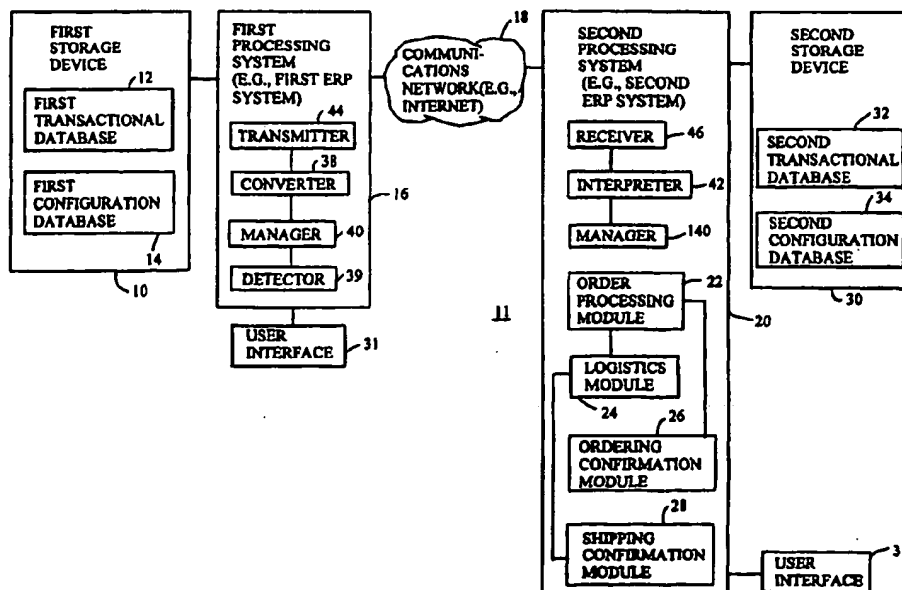 FIRST
STORAGE
DEVICE
12
FIRST
TRANSACTIONAL
DATABASE
FIRST
CONFIGURATION
DATABASE
14
10
FIRST
PROCESSING
SYSTEM
(E.G., FIRST ERP
SYSTEM)
44
TRANSMITTER
38
CONVERTER
16
MANAGER
40
DETECTOR
39
USER
INTERFACE
31
18
COMMUNI-
CATIONS
NETWORK(E.G.,
INTERNET)
11
SECOND
PROCESSING
SYSTEM
(E.G., SECOND
ERP SYSTEM)
RECEIVER
46
INTERPRETER
42
MANAGER
140
22
ORDER
PROCESSING
MODULE
20
LOGISTICS
MODULE
24
26
ORDERING
CONFIRMATION
MODULE
28
SHIPPING
CONFIRMATION
MODULE
SECOND
STORAGE
DEVICE
32
SECOND
TRANSACTIONAL
DATABASE
34
SECOND
CONFIGURATION
DATABASE
30
USER
INTERFACE
3